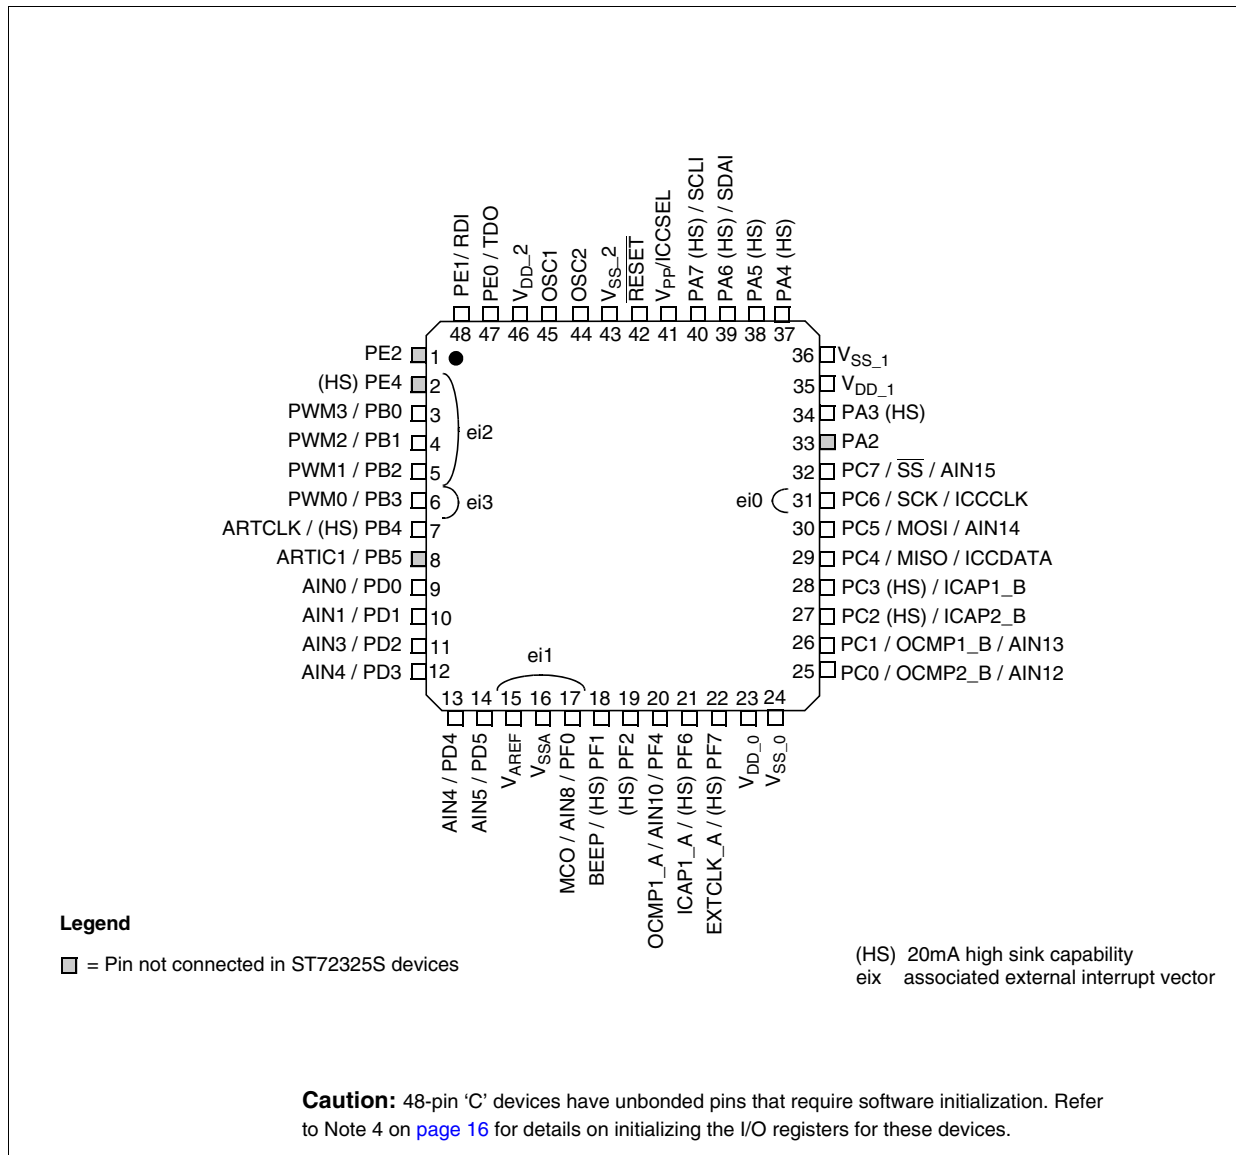 PE1/ RDI
PE0 / TDO
VDD_2
OSC1
OSC2
VSS_2
RESET
VPP/ICCSEL
PA7 (HS) / SCLI
PA6 (HS) / SDAI
PA5 (HS)
PA4 (HS)
48 47 46 45 44 43 42 41 40 39 38 37
PE2 1
(HS) PE4 2
PWM3 / PB0 3
PWM2 / PB1 4
PWM1 / PB2 5
PWM0 / PB3 6
ARTCLK / (HS) PB4 7
ARTIC1 / PB5 8
AIN0 / PD0 9
AIN1 / PD1 10
AIN3 / PD2 11
AIN4 / PD3 12
ei2
ei3
ei0
ei1
36 VSS_1
35 VDD_1
34 PA3 (HS)
33 PA2
32 PC7 / SS / AIN15
31 PC6 / SCK / ICCCLK
30 PC5 / MOSI / AIN14
29 PC4 / MISO / ICCDATA
28 PC3 (HS) / ICAP1_B
27 PC2 (HS) / ICAP2_B
26 PC1 / OCMP1_B / AIN13
25 PC0 / OCMP2_B / AIN12
13 14 15 16 17 18 19 20 21 22 23 24
AIN4 / PD4
AIN5 / PD5
VAREF
VSSA
MCO / AIN8 / PF0
BEEP / (HS) PF1
(HS) PF2
OCMP1_A / AIN10 / PF4
ICAP1_A / (HS) PF6
EXTCLK_A / (HS) PF7
VDD_0
VSS_0
Legend
= Pin not connected in ST72325S devices
(HS) 20mA high sink capability
eix associated external interrupt vector
Caution: 48-pin ‘C’ devices have unbonded pins that require software initialization. Refer
to Note 4 on page 16 for details on initializing the I/O registers for these devices.